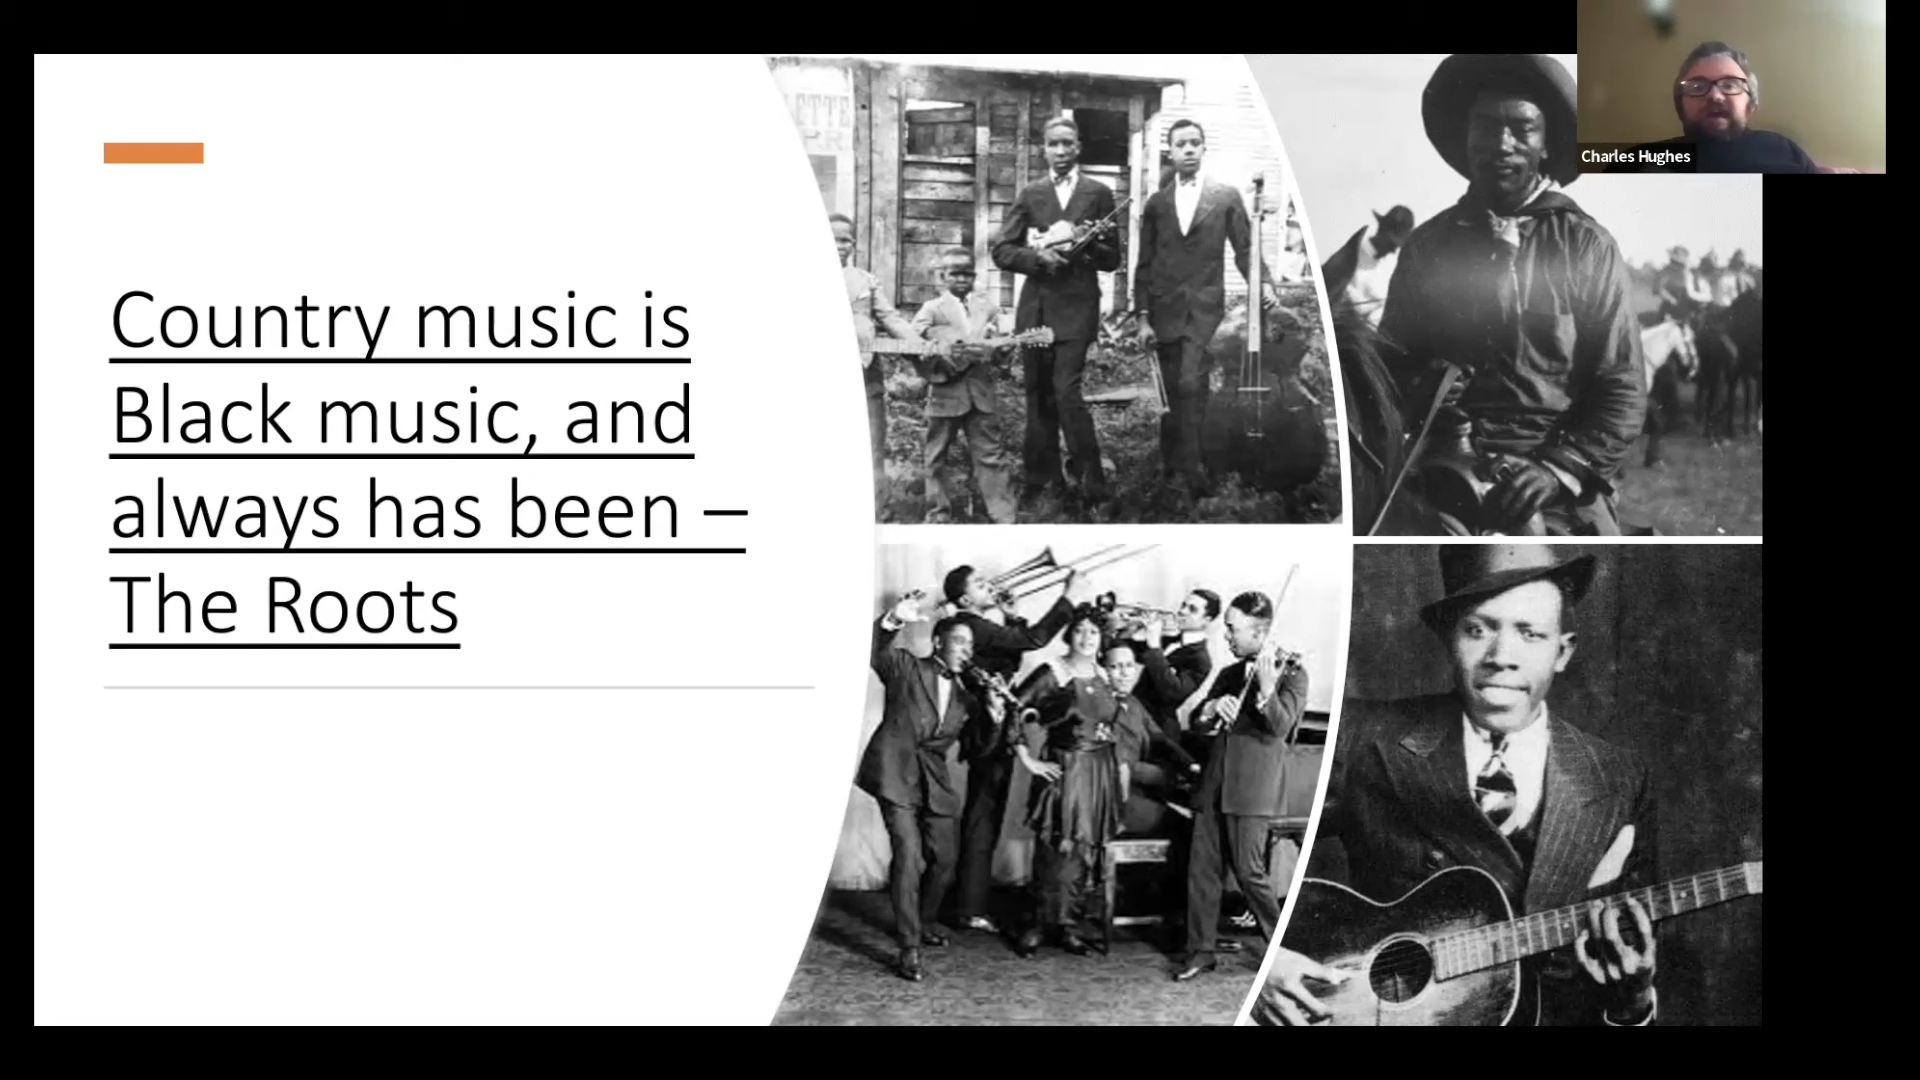 Country music is
Black music, and
always has been –
The Roots
Charles Hughes